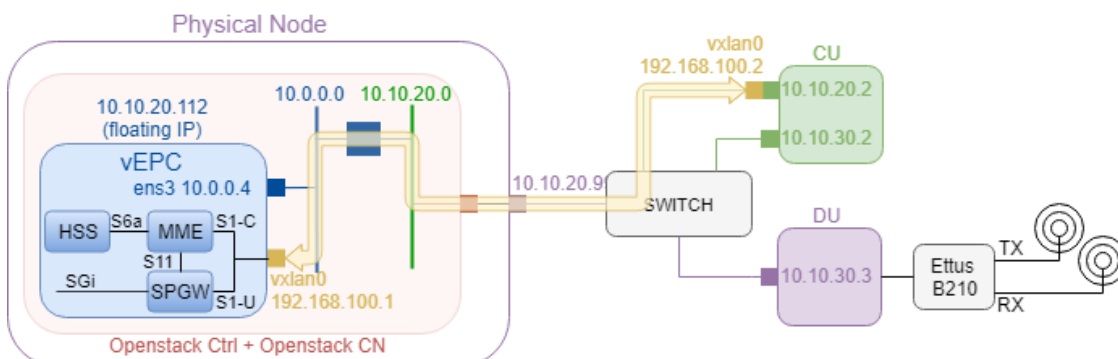 Physical Node
10.10.20.112
(floating IP)
10.0.0.0
10.10.20.0
vEPC
ens3 10.0.0.4
HSS
S6a
MME
S1-C
S11
SGi
SPGW
S1-U
vxlan0
192.168.100.1
Openstack Ctrl + Openstack CN
10.10.20.9
SWITCH
vxlan0
192.168.100.2
CU
10.10.20.2
10.10.30.2
DU
10.10.30.3
Ettus
B210
TX
RX